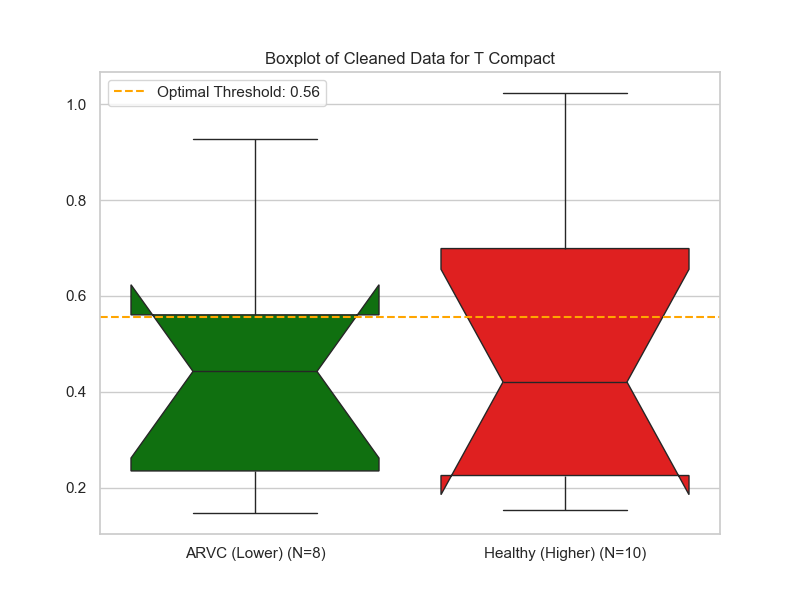 Boxplot of Cleaned Data for T Compact
Optimal Threshold: 0.56
1.0
0.8
0.6
0.4
0.2
ARVC (Lower) (N=8)
Healthy (Higher) (N=10)